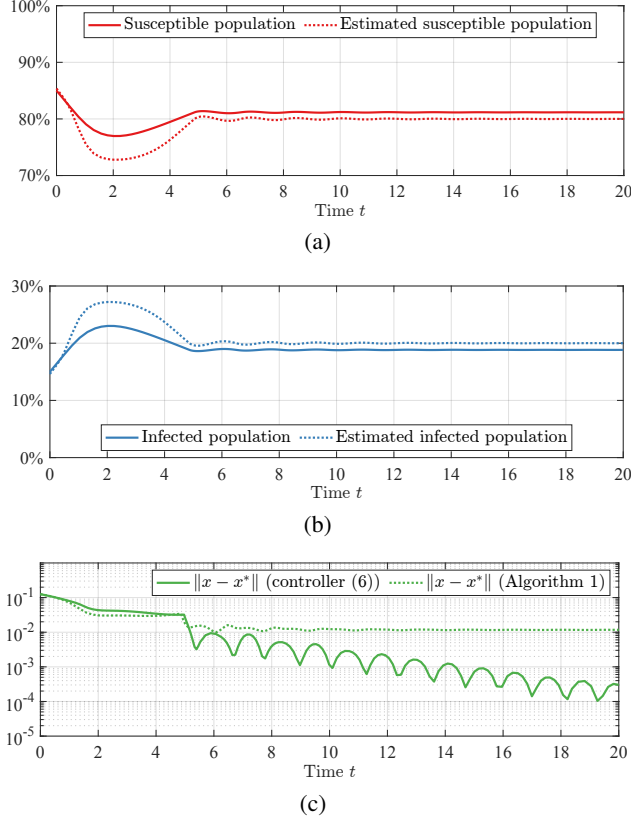 100%
Susceptible population Estimated susceptible population
90%
80%
70%
0 2 4 6 8 10 12 14 16 18 20
Time t
(a)
30%
20%
10%
Infected population Estimated infected population
0%
0 2 4 6 8 10 12 14 16 18 20
Time t
(b)
‖x − x*‖ (controller (6)) ‖x − x*‖ (Algorithm 1)
10⁻¹
10⁻²
10⁻³
10⁻⁴
10⁻⁵
0 2 4 6 8 10 12 14 16 18 20
Time t
(c)